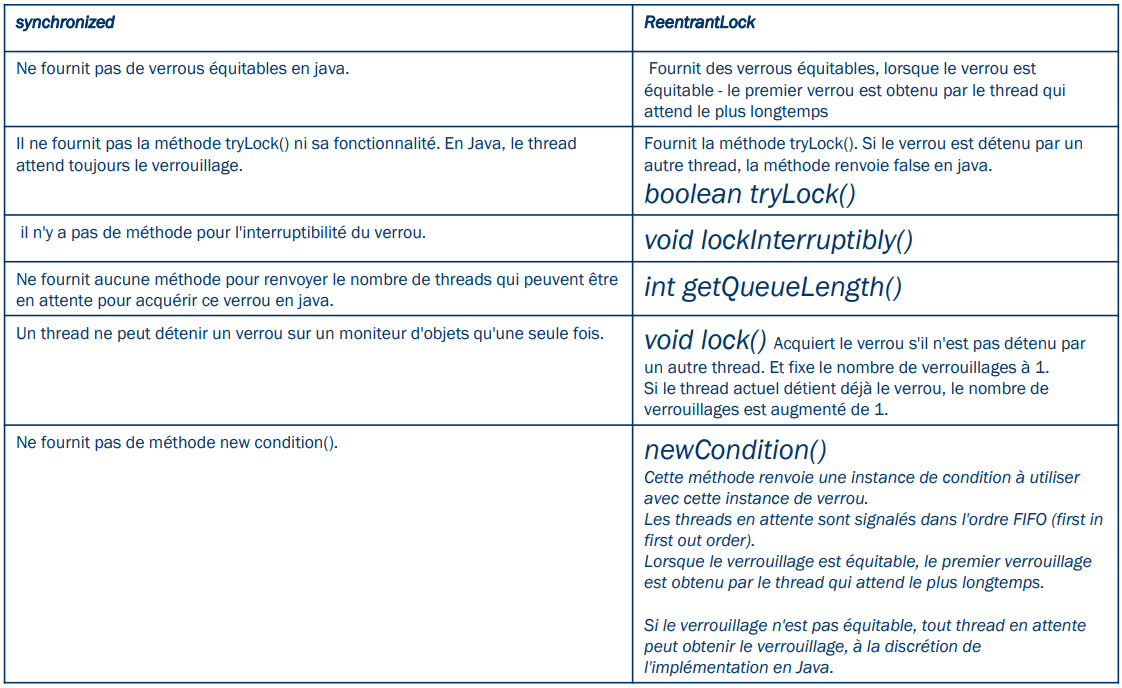 synchronized
ReentrantLock
Ne fournit pas de verrous équitables en java.
Fournit des verrous équitables, lorsque le verrou est
équitable - le premier verrou est obtenu par le thread qui
attend le plus longtemps
Il ne fournit pas la méthode tryLock() ni sa fonctionnalité. En Java, le thread
attend toujours le verrouillage.
Fournit la méthode tryLock(). Si le verrou est détenu par un
autre thread, la méthode renvoie false en java.
boolean tryLock()
il n'y a pas de méthode pour l'interruptibilité du verrou.
void lockInterruptibly()
Ne fournit aucune méthode pour renvoyer le nombre de threads qui peuvent être
en attente pour acquérir ce verrou en java.
int getQueueLength()
Un thread ne peut détenir un verrou sur un moniteur d'objets qu'une seule fois.
void lock() Acquiert le verrou s'il n'est pas détenu par
un autre thread. Et fixe le nombre de verrouillages à 1.
Si le thread actuel détient déjà le verrou, le nombre de
verrouillages est augmenté de 1.
Ne fournit pas de méthode new condition().
newCondition()
Cette méthode renvoie une instance de condition à utiliser
avec cette instance de verrou.
Les threads en attente sont signalés dans l'ordre FIFO (first in
first out order).
Lorsque le verrouillage est équitable, le premier verrouillage
est obtenu par le thread qui attend le plus longtemps.
Si le verrouillage n'est pas équitable, tout thread en attente
peut obtenir le verrouillage, à la discrétion de
l'implémentation en Java.